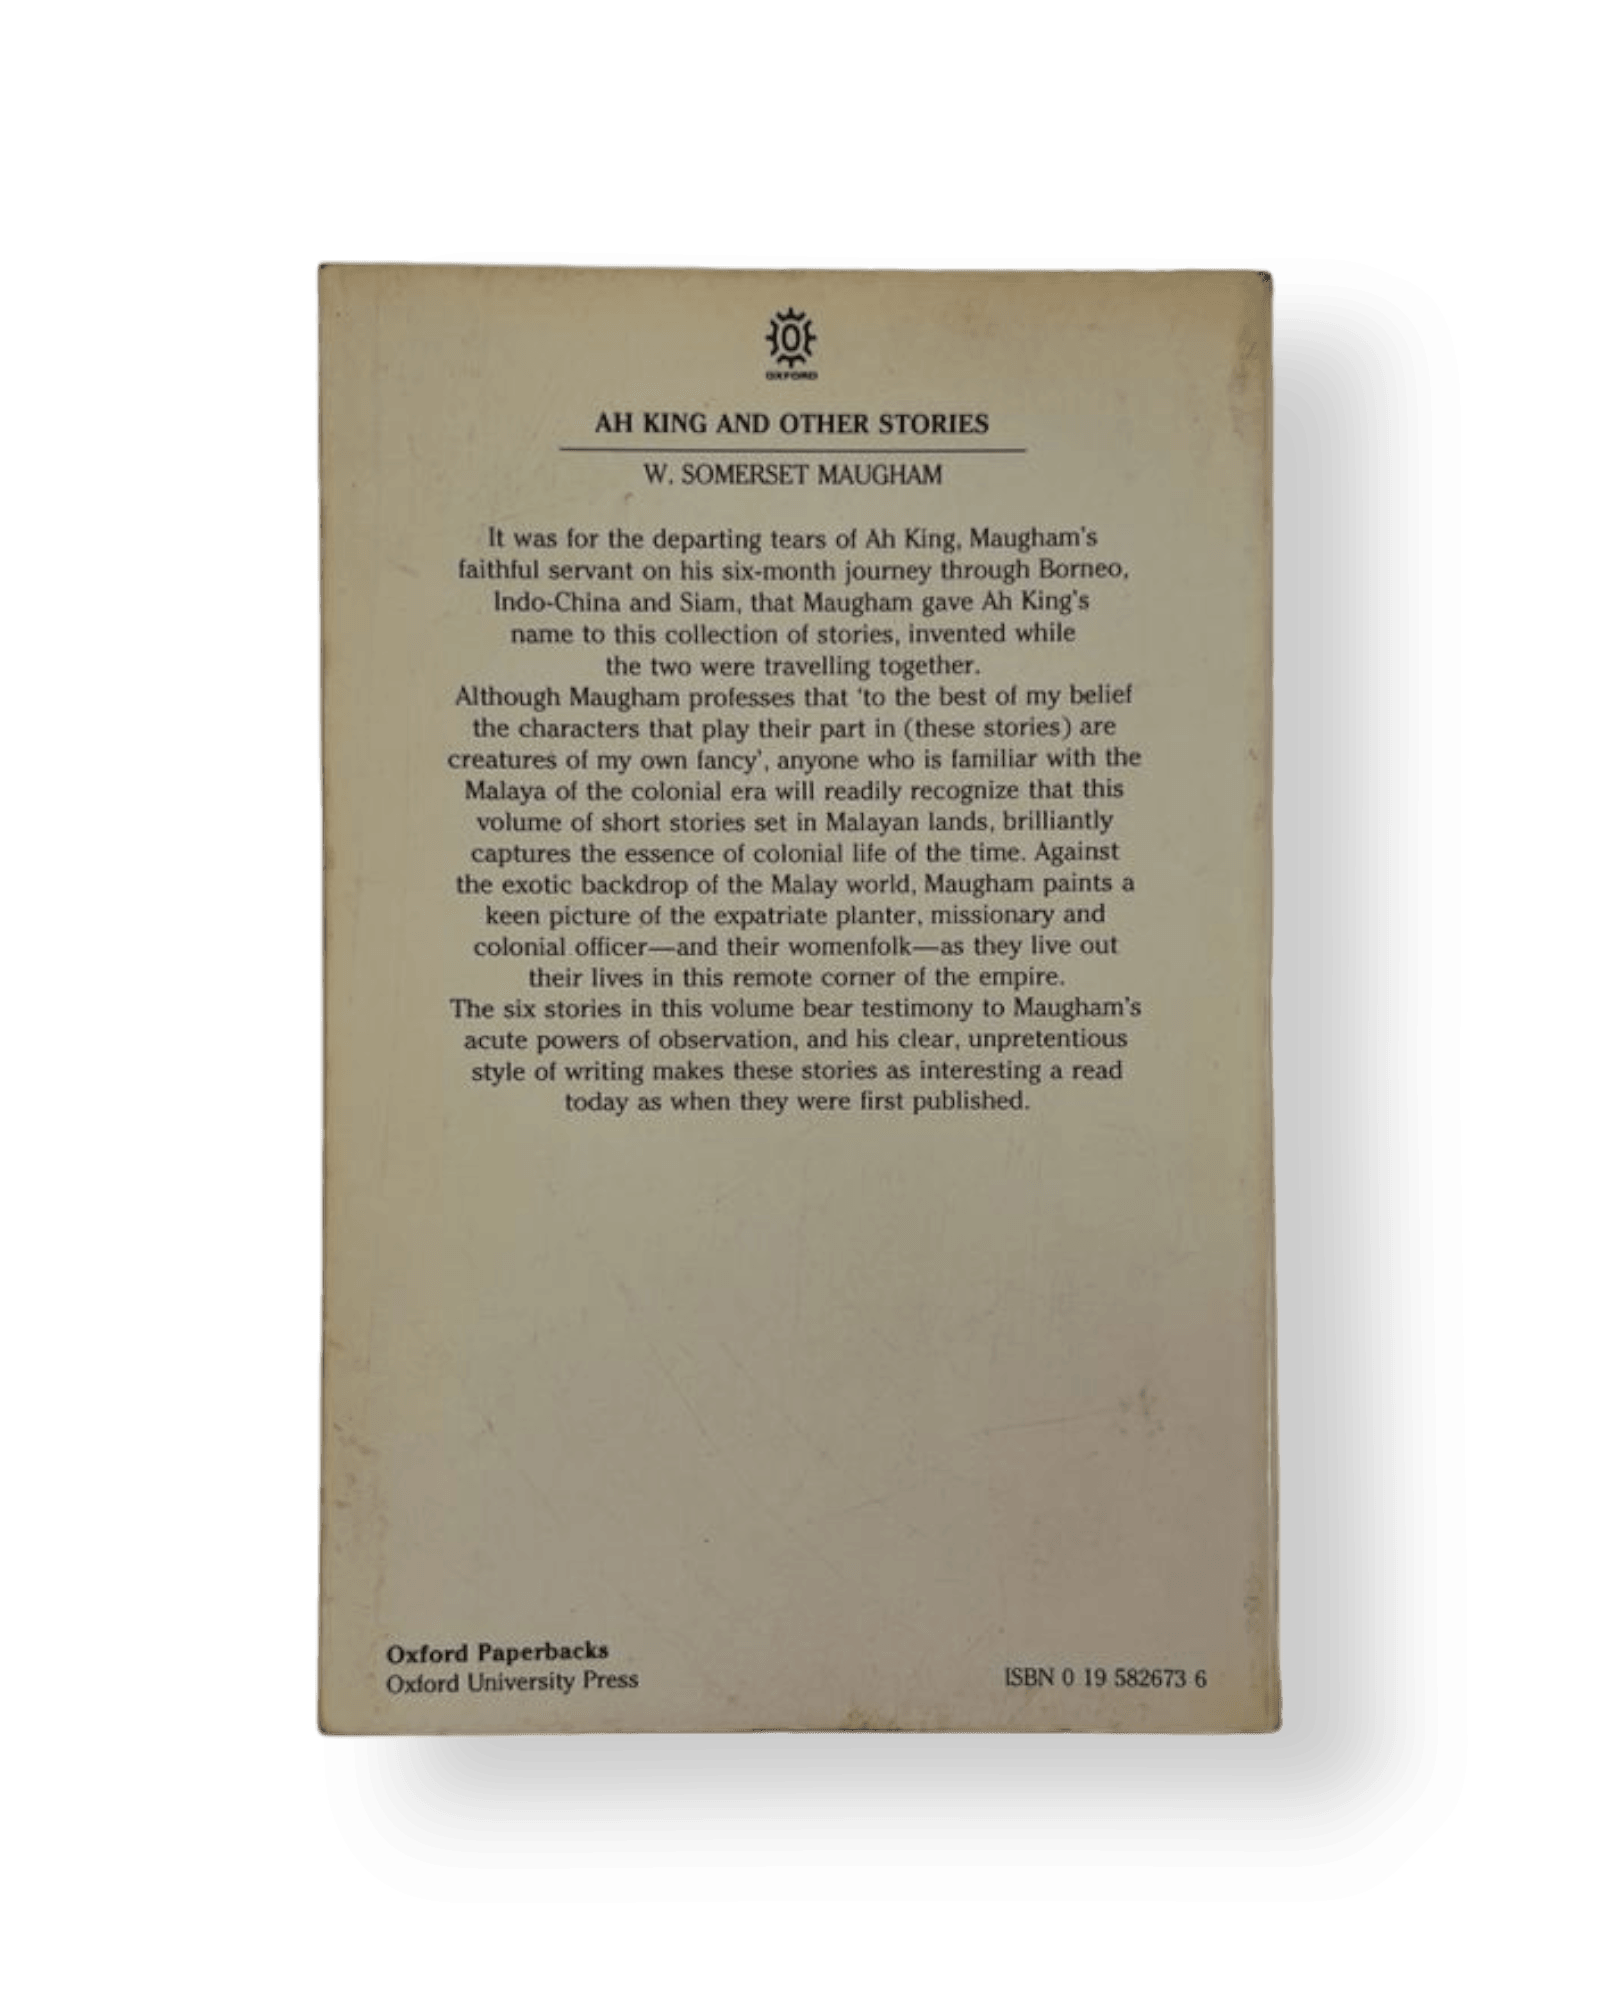 O
OXFORD
AH KING AND OTHER STORIES
W. SOMERSET MAUGHAM
It was for the departing tears of Ah King, Maugham's
faithful servant on his six-month journey through Borneo,
Indo-China and Siam, that Maugham gave Ah King's
name to this collection of stories, invented while
the two were travelling together.
Although Maugham professes that 'to the best of my belief
the characters that play their part in (these stories) are
creatures of my own fancy', anyone who is familiar with the
Malaya of the colonial era will readily recognize that this
volume of short stories set in Malayan lands, brilliantly
captures the essence of colonial life of the time. Against
the exotic backdrop of the Malay world, Maugham paints a
keen picture of the expatriate planter, missionary and
colonial officer—and their womenfolk—as they live out
their lives in this remote corner of the empire.
The six stories in this volume bear testimony to Maugham's
acute powers of observation, and his clear, unpretentious
style of writing makes these stories as interesting a read
today as when they were first published.
Oxford Paperbacks
Oxford University Press
ISBN 0 19 582673 6